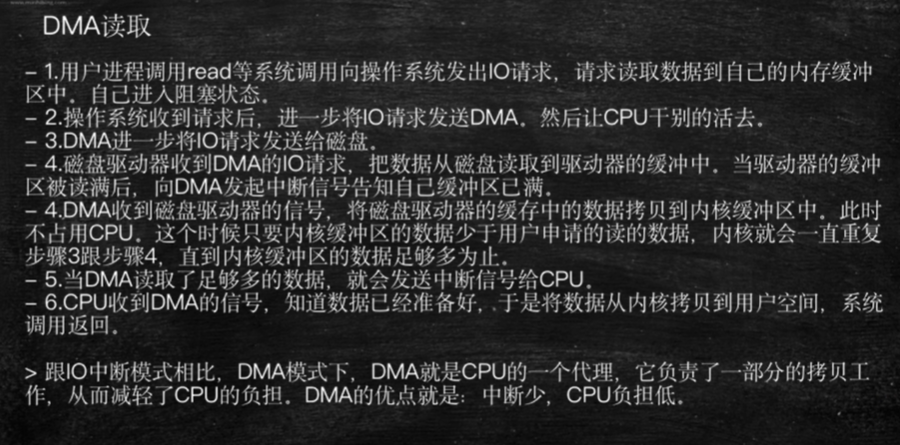 DMA读取
– 1.用户进程调用read等系统调用向操作系统发出IO请求，请求读取数据到自己的内存缓冲
区中。自己进入阻塞状态。
– 2.操作系统收到请求后，进一步将IO请求发送DMA。然后让CPU干别的活去。
– 3.DMA进一步将IO请求发送给磁盘。
– 4.磁盘驱动器收到DMA的IO请求，把数据从磁盘读取到驱动器的缓冲中。当驱动器的缓冲
区被读满后，向DMA发起中断信号告知自己缓冲区已满。
– 4.DMA收到磁盘驱动器的信号，将磁盘驱动器的缓存中的数据拷贝到内核缓冲区中。此时
不占用CPU。这个时候只要内核缓冲区的数据少于用户申请的读的数据，内核就会一直重复
步骤3跟步骤4，直到内核缓冲区的数据足够多为止。
– 5.当DMA读取了足够多的数据，就会发送中断信号给CPU。
– 6.CPU收到DMA的信号，知道数据已经准备好，于是将数据从内核拷贝到用户空间，系统
调用返回。
> 跟IO中断模式相比，DMA模式下，DMA就是CPU的一个代理，它负责了一部分的拷贝工
作，从而减轻了CPU的负担。DMA的优点就是：中断少，CPU负担低。